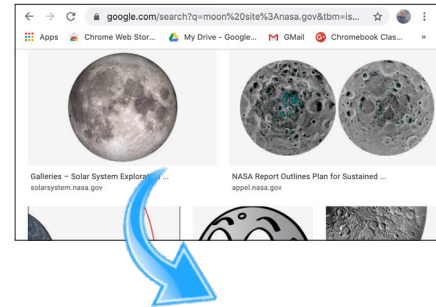 google.com/search?q=moon%20site%3Anasa.gov&tbm=is...
Apps Chrome Web Stor... My Drive - Google... GMail Chromebook Clas... »
Galleries – Solar System Exploration ...
solarsystem.nasa.gov
NASA Report Outlines Plan for Sustained ...
appel.nasa.gov